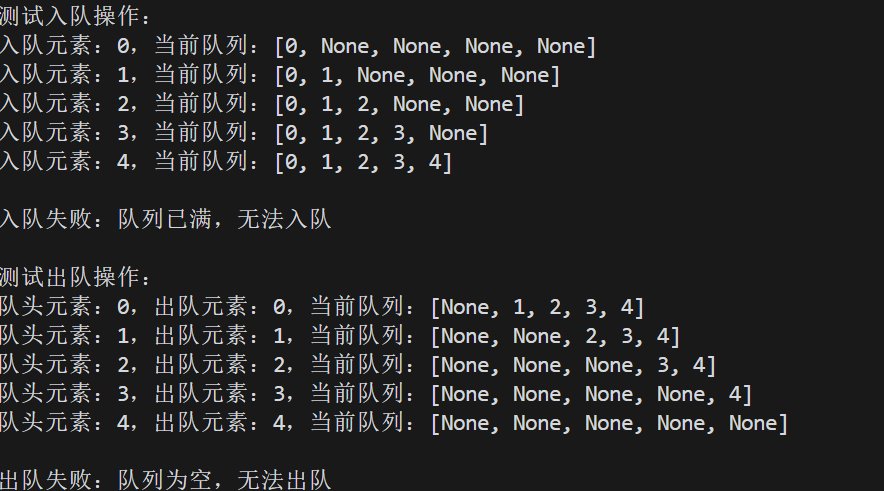 测试入队操作：
入队元素：0，当前队列：[0, None, None, None, None]
入队元素：1，当前队列：[0, 1, None, None, None]
入队元素：2，当前队列：[0, 1, 2, None, None]
入队元素：3，当前队列：[0, 1, 2, 3, None]
入队元素：4，当前队列：[0, 1, 2, 3, 4]
入队失败：队列已满，无法入队
测试出队操作：
队头元素：0，出队元素：0，当前队列：[None, 1, 2, 3, 4]
队头元素：1，出队元素：1，当前队列：[None, None, 2, 3, 4]
队头元素：2，出队元素：2，当前队列：[None, None, None, 3, 4]
队头元素：3，出队元素：3，当前队列：[None, None, None, None, 4]
队头元素：4，出队元素：4，当前队列：[None, None, None, None, None]
出队失败：队列为空，无法出队